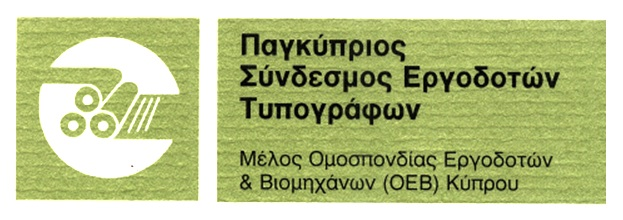 Παγκύπριος
Σύνδεσμος Εργοδοτών
Τυπογράφων
Μέλος Ομοσπονδίας Εργοδοτών
& Βιομηχάνων (ΟΕΒ) Κύπρου